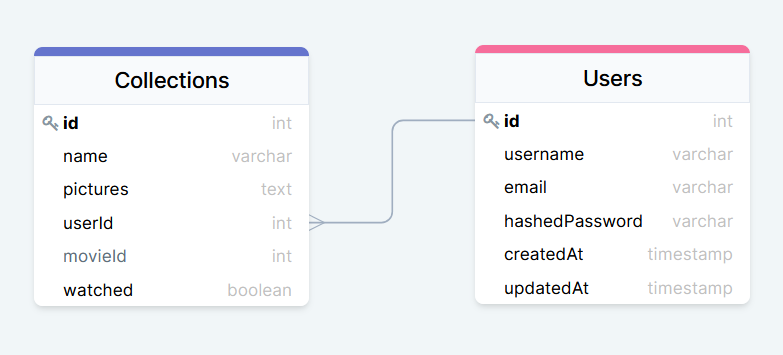 Collections
id int
name varchar
pictures text
userId int
movieId int
watched boolean
Users
id int
username varchar
email varchar
hashedPassword varchar
createdAt timestamp
updatedAt timestamp